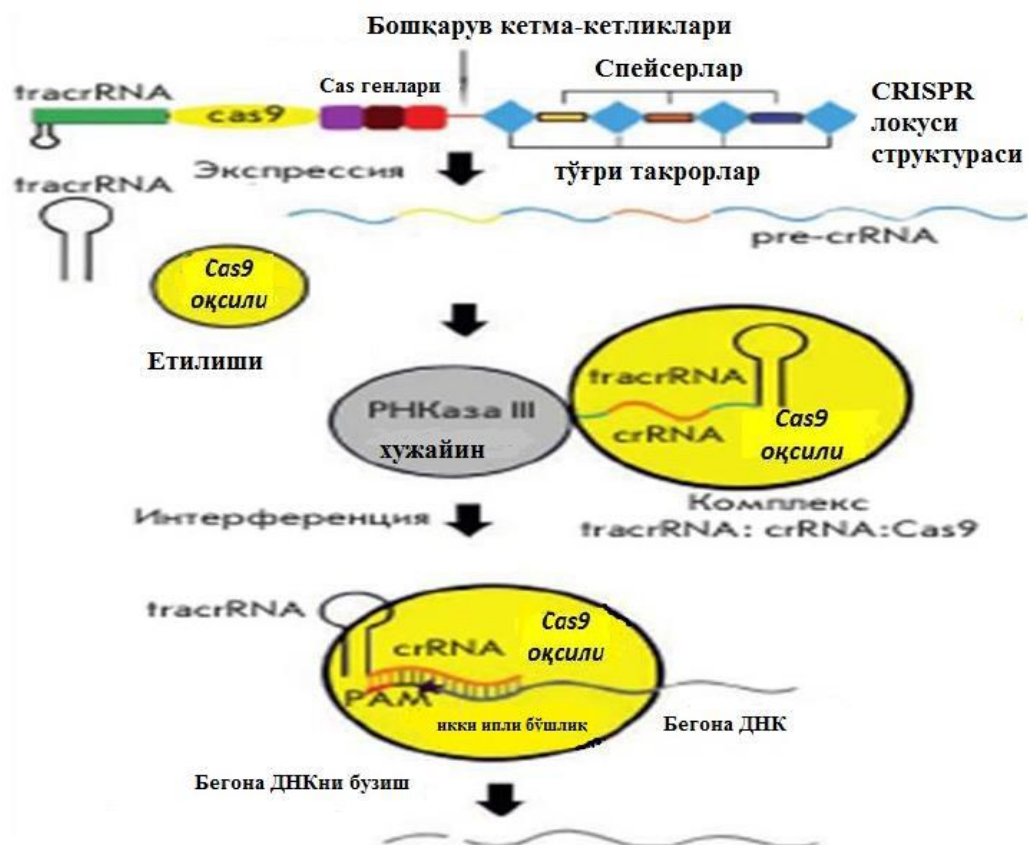 Бошқарув кетма-кетликлари
Cas генлари
Спейсерлар
tracrRNA
cas9
CRISPR
локуси
структураси
Экспрессия
тўғри такрорлар
tracrRNA
pre-crRNA
Cas9
оқсили
Етилиши
tracrRNA
РНКаза III
crRNA
Cas9
оқсили
хужайин
Комплекс
tracrRNA: crRNA:Cas9
Интерференция
tracrRNA
crRNA
Cas9
оқсили
PAM
икки ипли бўшлиқ
Бегона ДНК
Бегона ДНКни бузиш